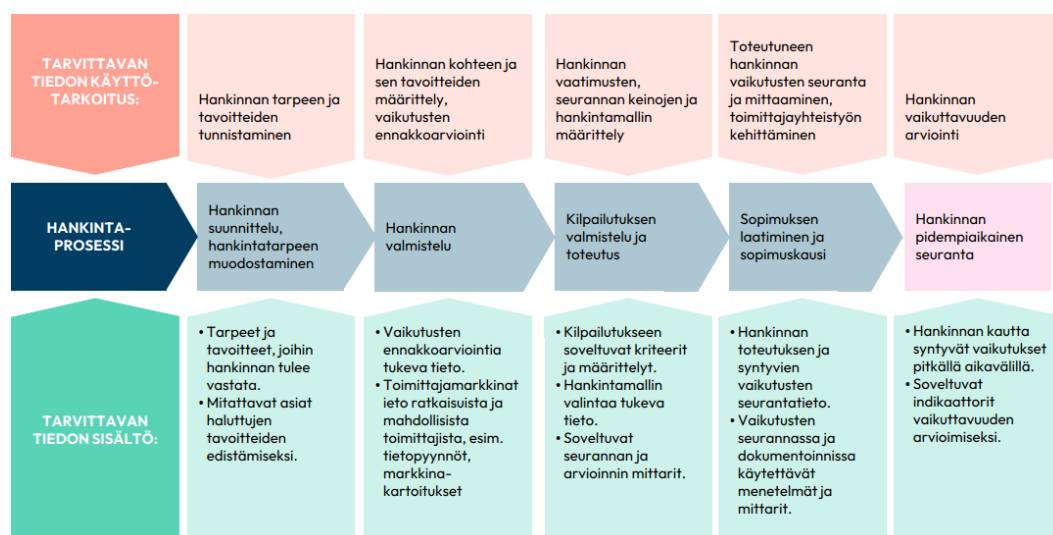 TARVITTAVAN
TIEDON KÄYTTÖ-
TARKOITUS:
Hankinnan tarpeen ja
tavoitteiden
tunnistaminen
Hankinnan kohteen ja
sen tavoitteiden
määrittely,
vaikutusten
ennakkoarviointi
Hankinnan
vaatimusten,
seurannan keinojen ja
hankintamallin
määrittely
Toteutuneen
hankinnan
vaikutusten seuranta
ja mittaaminen,
toimittajayhteistyön
kehittäminen
Hankinnan
vaikuttavuuden
arviointi
HANKINTA-
PROSESSI
Hankinnan
suunnittelu,
hankintatarpeen
muodostaminen
Hankinnan
valmistelu
Kilpailutuksen
valmistelu ja
toteutus
Sopimuksen
laatiminen ja
sopimuskausi
Hankinnan
pidempiaikainen
seuranta
TARVITTAVAN
TIEDON SISÄLTÖ:
• Tarpeet ja
tavoitteet, joihin
hankinnan tulee
vastata.
• Mitattavat asiat
haluttujen
tavoitteiden
edistämiseksi.
• Vaikutusten
ennakkoarviointia
tukeva tieto.
• Toimittajamarkkinat
ieto ratkaisuista ja
mahdollisista
toimittajista, esim.
tietopyynnöt,
markkina-
kartoitukset
• Kilpailutukseen
soveltuvat kriteerit
ja määrittelyt.
• Hankintamallin
valintaa tukeva
tieto.
• Soveltuvat
seurannan ja
arvioinnin mittarit.
• Hankinnan
toteutuksen ja
syntyvien
vaikutusten
seurantatieto.
• Vaikutusten
seurannassa ja
dokumentoinnissa
käytettävät
menetelmät ja
mittarit.
• Hankinnan kautta
syntyvät vaikutukset
pitkällä aikavälillä.
• Soveltuvat
indikaattorit
vaikuttavuuden
arvioimiseksi.